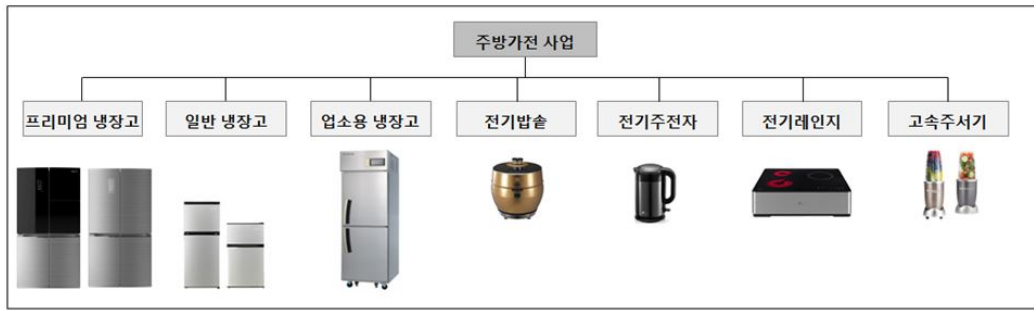 주방가전 사업
프리미엄 냉장고
일반 냉장고
업소용 냉장고
전기밥솥
전기주전자
전기레인지
고속주서기